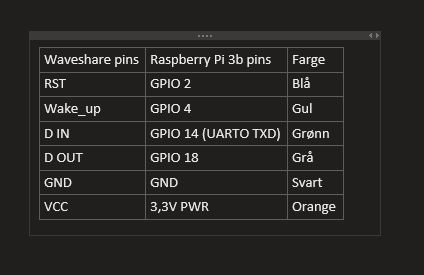 Waveshare pins Raspberry Pi 3b pins Farge
RST GPIO 2 Blå
Wake_up GPIO 4 Gul
D IN GPIO 14 (UARTO TXD) Grønn
D OUT GPIO 18 Grå
GND GND Svart
VCC 3,3V PWR Orange